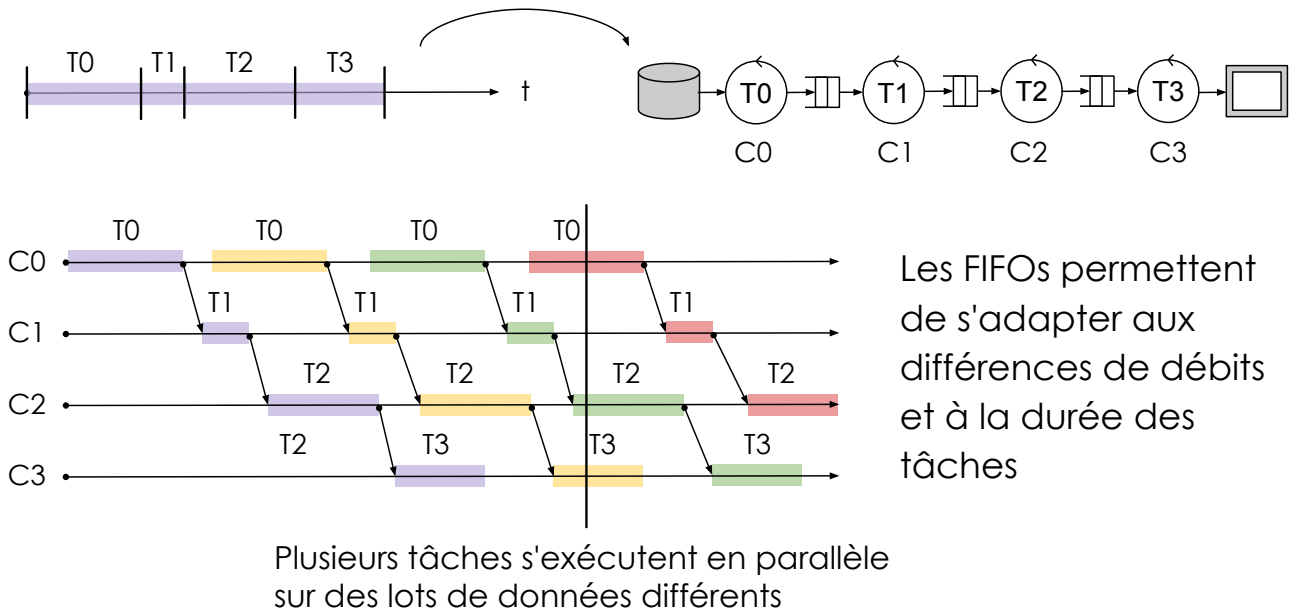 T0 T1 T2 T3
t
T0 T1 T2 T3
C0 C1 C2 C3
T0 T0 T0 T0
C0
T1 T1 T1 T1
C1
T2 T2 T2 T2
C2
T2 T3 T3 T3
C3
Les FIFOs permettent
de s'adapter aux
différences de débits
et à la durée des
tâches
Plusieurs tâches s'exécutent en parallèle
sur des lots de données différents